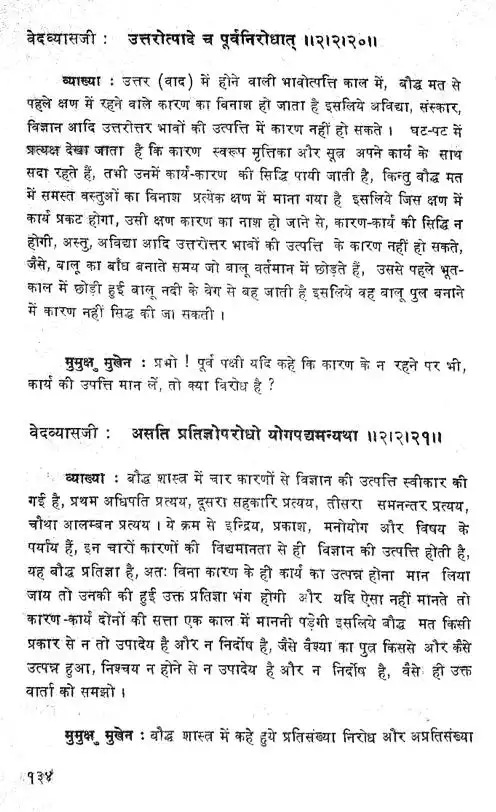 वेदव्यासजी : उत्तरोत्पादे च पूर्वनिरोधात् ॥२।२।२०॥
व्याख्या : उत्तर (वाद) में होने वाली भावोत्पत्ति काल में, बौद्ध मत से
पहले क्षण में रहने वाले कारण का विनाश हो जाता है इसलिये अविद्या, संस्कार,
विज्ञान आदि उत्तरोत्तर भावों की उत्पत्ति में कारण नहीं हो सकते । घट-पट में
प्रत्यक्ष देखा जाता है कि कारण स्वरूप मृत्तिका और सूत्र अपने कार्य के साथ
सदा रहते हैं, तभी उनमें कार्य-कारण की सिद्धि पायी जाती है, किन्तु बौद्ध मत
में समस्त वस्तुओं का विनाश प्रत्येक क्षण में माना गया है इसलिये जिस क्षण में
कार्य प्रकट होगा, उसी क्षण कारण का नाश हो जाने से, कारण-कार्य की सिद्धि न
होगी, अस्तु, अविद्या आदि उत्तरोत्तर भावों की उत्पत्ति के कारण नहीं हो सकते,
जैसे, बालू का बाँध बनाते समय जो बालू वर्तमान में छोड़ते हैं, उससे पहले भूत-
काल में छोड़ी हुई बालू नदी के वेग से बह जाती है इसलिये वह बालू पुल बनाने
में कारण नहीं सिद्ध की जा सकती ।
मुमुक्षु मुखेन : प्रभो ! पूर्व पक्षी यदि कहे कि कारण के न रहने पर भी,
कार्य की उपत्ति मान लें, तो क्या विरोध है ?
वेदव्यासजी : असति प्रतिज्ञोपरोधो योगपद्यमन्यथा ॥२।२।२१॥
व्याख्या : बौद्ध शास्त्र में चार कारणों से विज्ञान की उत्पत्ति स्वीकार की
गई है, प्रथम अधिपति प्रत्यय, दूसरा सहकारि प्रत्यय, तीसरा समनन्तर प्रत्यय,
चौथा आलम्बन प्रत्यय । ये क्रम से इन्द्रिय, प्रकाश, मनोयोग और विषय के
पर्याय हैं, इन चारों कारणों की विद्यमानता से ही विज्ञान की उत्पत्ति होती है,
यह बौद्ध प्रतिज्ञा है, अतः विना कारण के ही कार्य का उत्पन्न होना मान लिया
जाय तो उनकी की हुई उक्त प्रतिज्ञा भंग होगी और यदि ऐसा नहीं मानते तो
कारण-कार्य दोनों की सत्ता एक काल में माननी पड़ेगी इसलिये बौद्ध मत किसी
प्रकार से न तो उपादेय है और न निर्दोष है, जैसे वैश्या का पुत्र किससे और कैसे
उत्पन्न हुआ, निश्चय न होने से न उपादेय है और न निर्दोष है, वैसे ही उक्त
वार्ता को समझो ।
मुमुक्षु मुखेन : बौद्ध शास्त्र में कहे हुये प्रतिसंख्या निरोध और अप्रतिसंख्या
१३४